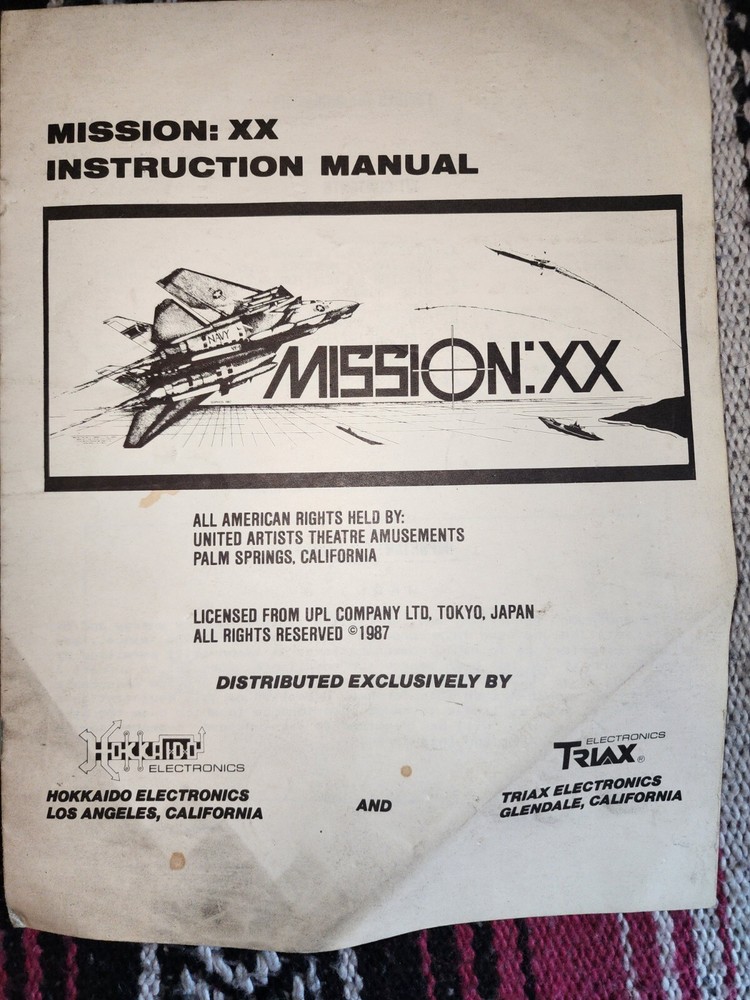 MISSION: XX
INSTRUCTION MANUAL
NAVY
MISSION:XX
ALL AMERICAN RIGHTS HELD BY:
UNITED ARTISTS THEATRE AMUSEMENTS
PALM SPRINGS, CALIFORNIA
LICENSED FROM UPL COMPANY LTD, TOKYO, JAPAN
ALL RIGHTS RESERVED ©1987
DISTRIBUTED EXCLUSIVELY BY
HOKKAIDO
ELECTRONICS
HOKKAIDO ELECTRONICS
LOS ANGELES, CALIFORNIA
AND
ELECTRONICS
TRIAX®
TRIAX ELECTRONICS
GLENDALE, CALIFORNIA